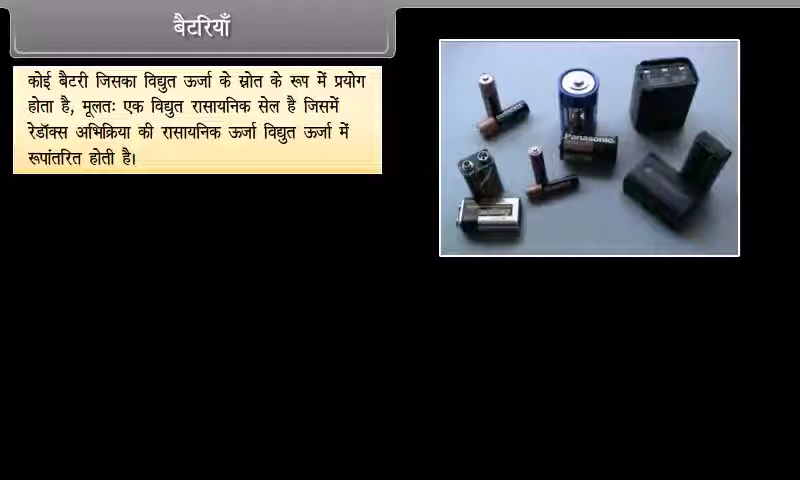 बैटरियाँ
कोई बैटरी जिसका विद्युत ऊर्जा के स्रोत के रूप में प्रयोग
होता है, मूलतः एक विद्युत रासायनिक सेल है जिसमें
रेडॉक्स अभिक्रिया की रासायनिक ऊर्जा विद्युत ऊर्जा में
रूपांतरित होती है।
Panasonic